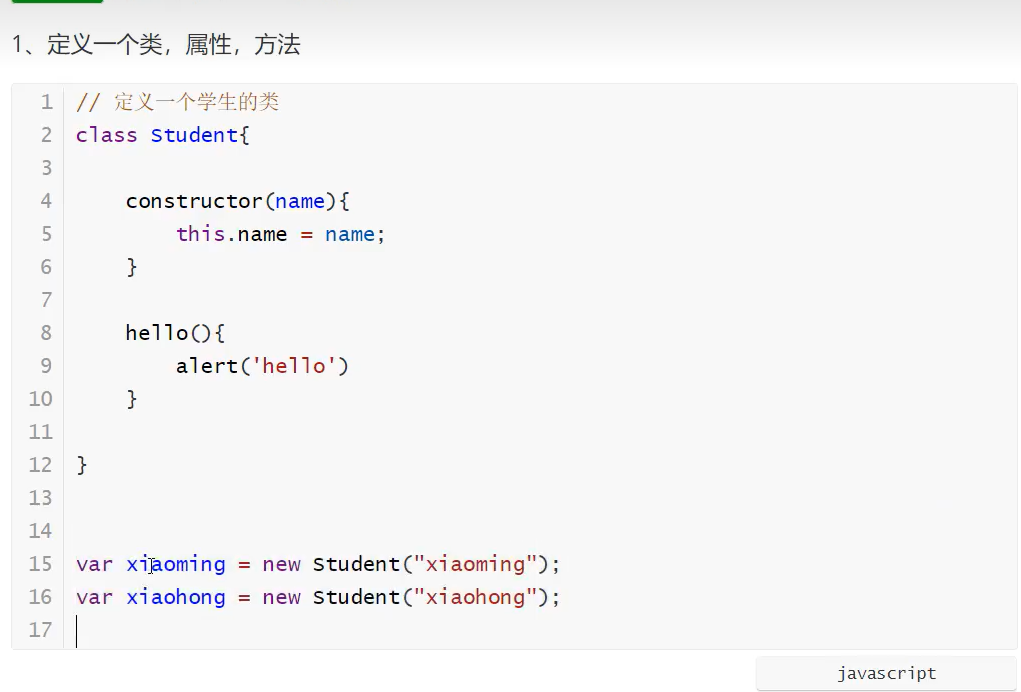 1、定义一个类，属性，方法
1 // 定义一个学生的类
2 class Student{
3
4     constructor(name){
5         this.name = name;
6     }
7
8     hello(){
9         alert('hello')
10     }
11
12 }
13
14
15 var xiaoming = new Student("xiaoming");
16 var xiaohong = new Student("xiaohong");
17
javascript